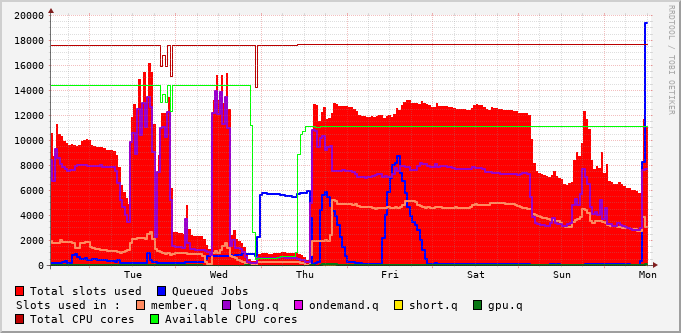 20000
18000
16000
14000
12000
10000
8000
6000
4000
2000
0
Tue Wed Thu Fri Sat Sun Mon
RRDTOOL / TOBI OETIKER
Total slots used Queued Jobs
Slots used in : member.q long.q ondemand.q short.q gpu.q
Total CPU cores Available CPU cores